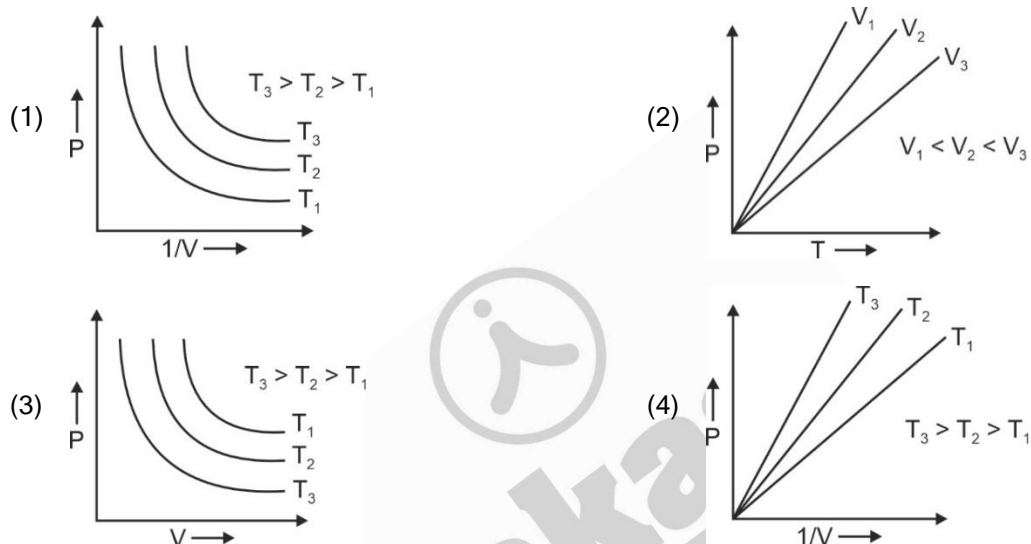 (1)
P
T₃ > T₂ > T₁
T₃
T₂
T₁
1/V
(2)
P
V₁
V₂
V₃
V₁ < V₂ < V₃
T
(3)
P
T₃ > T₂ > T₁
T₁
T₂
T₃
V
(4)
P
T₃
T₂
T₁
T₃ > T₂ > T₁
1/V